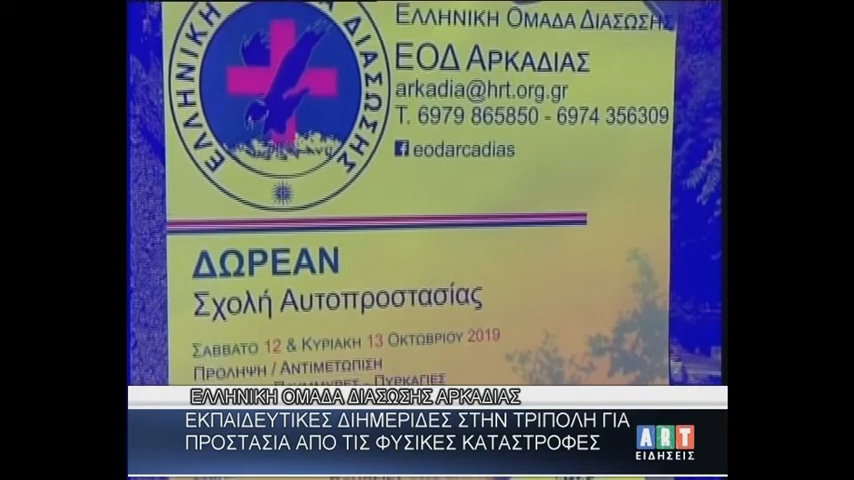 ΕΛΛΗΝΙΚΗ ΟΜΑΔΑ ΔΙΑΣΩΣΗΣ
ΕΛΛΗΝΙΚΗ ΔΙΑΣΩΣΗΣ
ΕΟΔ ΑΡΚΑΔΙΑΣ
arkadia@hrt.org.gr
Τ. 6979 865850 - 6974 356309
eodarcadias
ΔΩΡΕΑΝ
Σχολή Αυτοπροστασίας
ΣΑΒΒΑΤΟ 12 & ΚΥΡΙΑΚΗ 13 ΟΚΤΩΒΡΙΟΥ 2019
ΠΡΟΛΗΨΗ / ΑΝΤΙΜΕΤΩΠΙΣΗ
ΠΛΗΜΜΥΡΕΣ - ΠΥΡΚΑΓΙΕΣ
ΕΛΛΗΝΙΚΗ ΟΜΑΔΑ ΔΙΑΣΩΣΗΣ ΑΡΚΑΔΙΑΣ
ΕΚΠΑΙΔΕΥΤΙΚΕΣ ΔΙΗΜΕΡΙΔΕΣ ΣΤΗΝ ΤΡΙΠΟΛΗ ΓΙΑ
ΠΡΟΣΤΑΣΙΑ ΑΠΟ ΤΙΣ ΦΥΣΙΚΕΣ ΚΑΤΑΣΤΡΟΦΕΣ
ART
ΕΙΔΗΣΕΙΣ